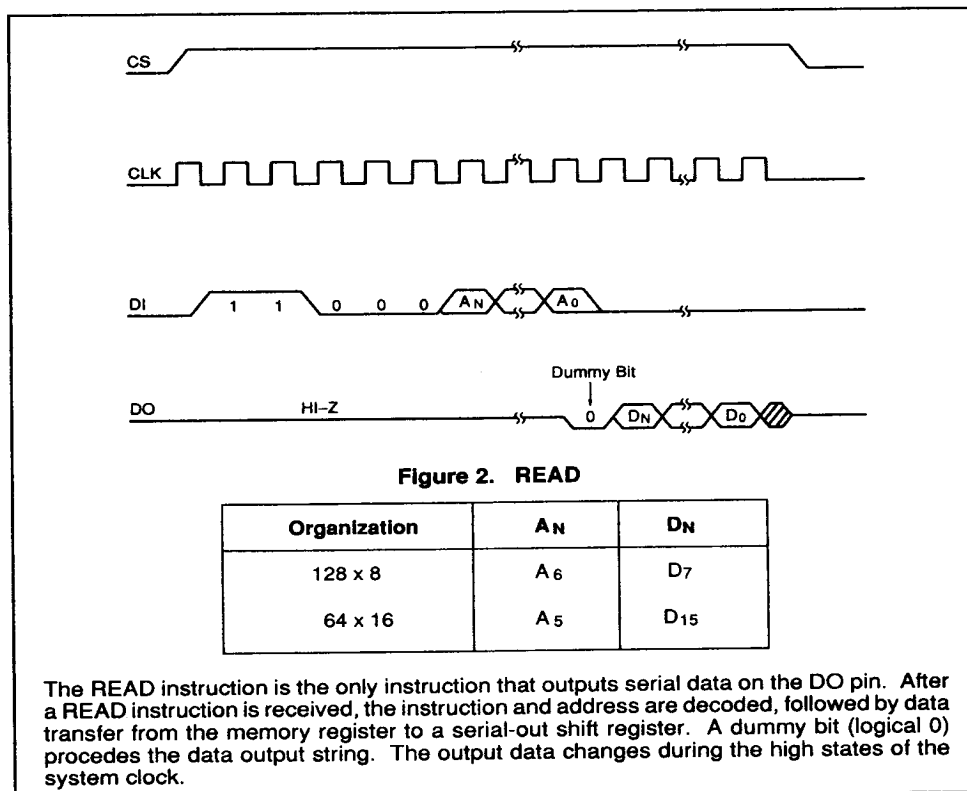 CS
CLK
DI 1 1 0 0 0 AN A0
Dummy Bit
DO HI–Z 0 DN D0
Figure 2. READ
Organization AN DN
128 x 8 A6 D7
64 x 16 A5 D15
The READ instruction is the only instruction that outputs serial data on the DO pin. After
a READ instruction is received, the instruction and address are decoded, followed by data
transfer from the memory register to a serial-out shift register. A dummy bit (logical 0)
procedes the data output string. The output data changes during the high states of the
system clock.